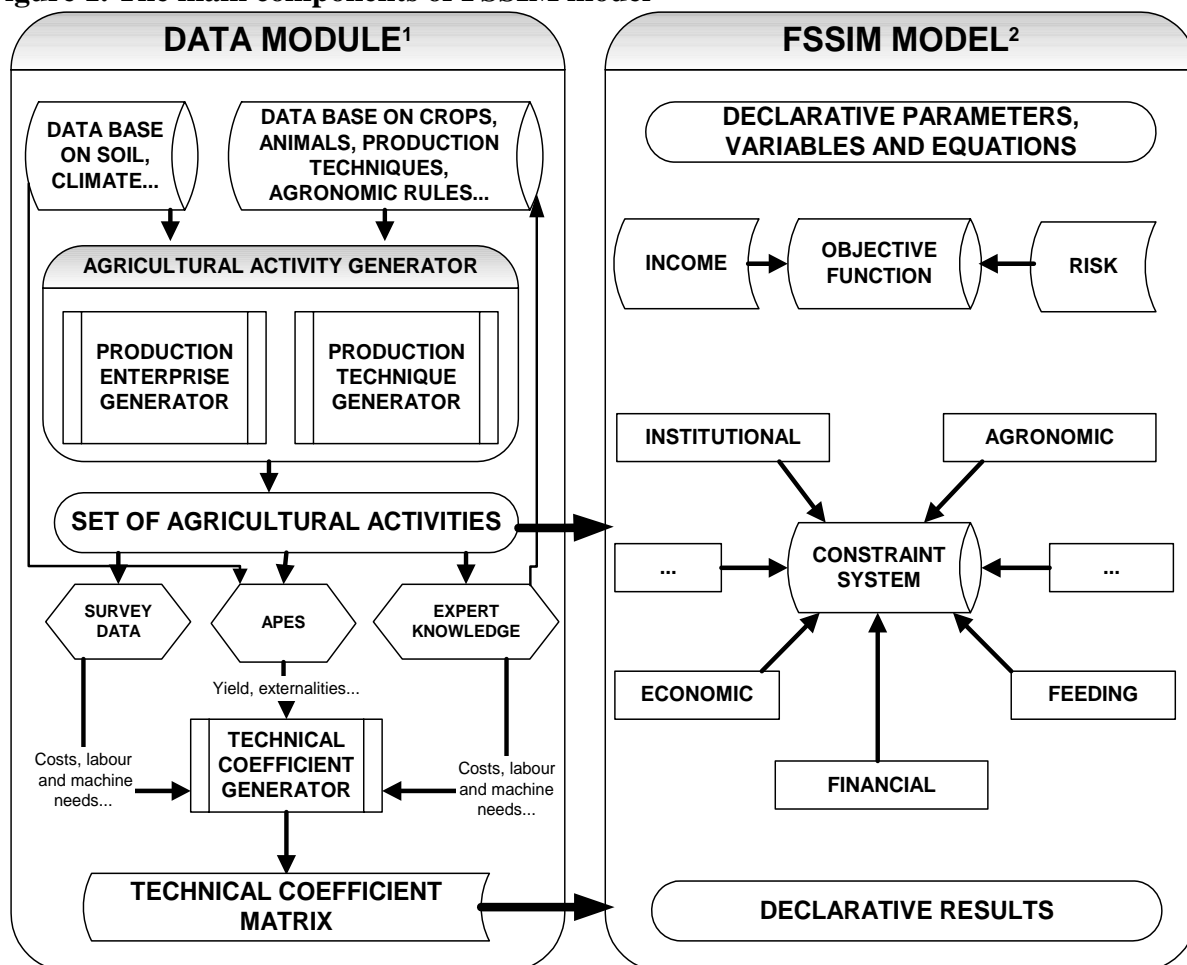 Figure 1: The main components of FSSIM model
DATA MODULE¹
DATA BASE
ON SOIL,
CLIMATE...
DATA BASE ON CROPS,
ANIMALS, PRODUCTION
TECHNIQUES,
AGRONOMIC RULES...
AGRICULTURAL ACTIVITY GENERATOR
PRODUCTION
ENTERPRISE
GENERATOR
PRODUCTION
TECHNIQUE
GENERATOR
SET OF AGRICULTURAL ACTIVITIES
SURVEY
DATA
APES
EXPERT
KNOWLEDGE
Yield, externalities...
Costs, labour
and machine
needs...
TECHNICAL
COEFFICIENT
GENERATOR
Costs, labour
and machine
needs...
TECHNICAL COEFFICIENT
MATRIX
FSSIM MODEL²
DECLARATIVE PARAMETERS,
VARIABLES AND EQUATIONS
INCOME
OBJECTIVE
FUNCTION
RISK
INSTITUTIONAL
AGRONOMIC
...
CONSTRAINT
SYSTEM
...
ECONOMIC
FEEDING
FINANCIAL
DECLARATIVE RESULTS